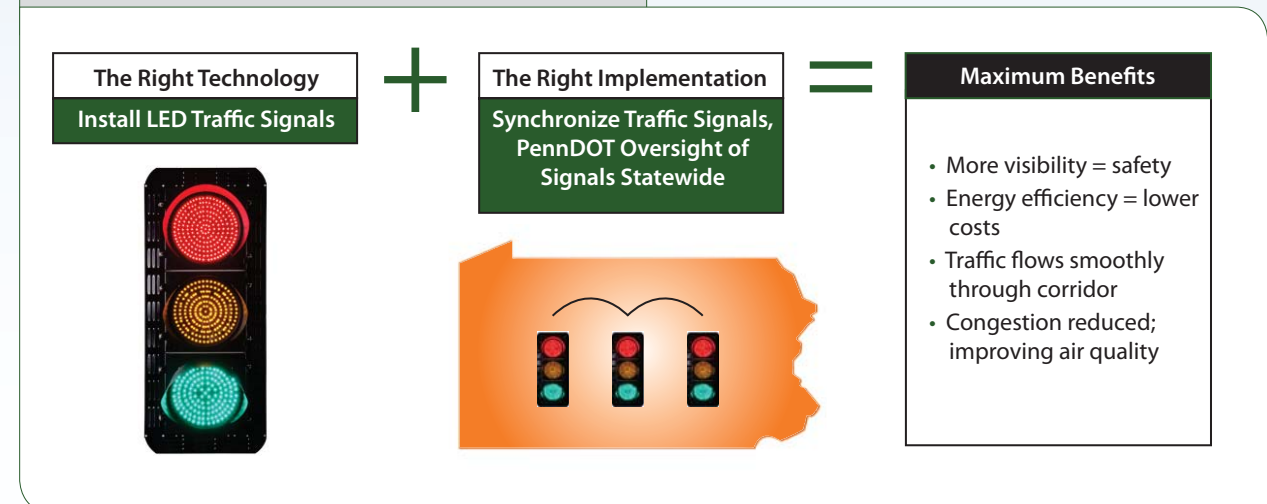 The Right Technology
Install LED Traffic Signals
+
The Right Implementation
Synchronize Traffic Signals,
PennDOT Oversight of
Signals Statewide
=
Maximum Benefits
• More visibility = safety
• Energy efficiency = lower
costs
• Traffic flows smoothly
through corridor
• Congestion reduced;
improving air quality